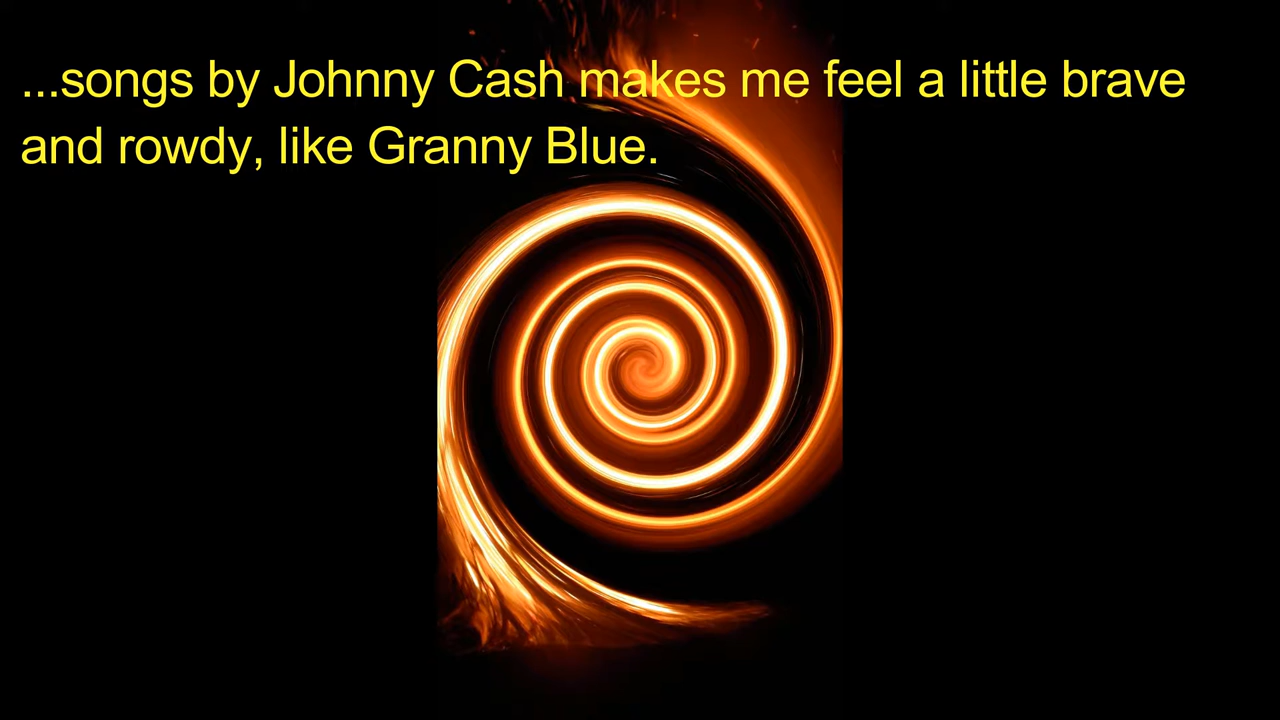 ...songs by Johnny Cash makes me feel a little brave
and rowdy, like Granny Blue.